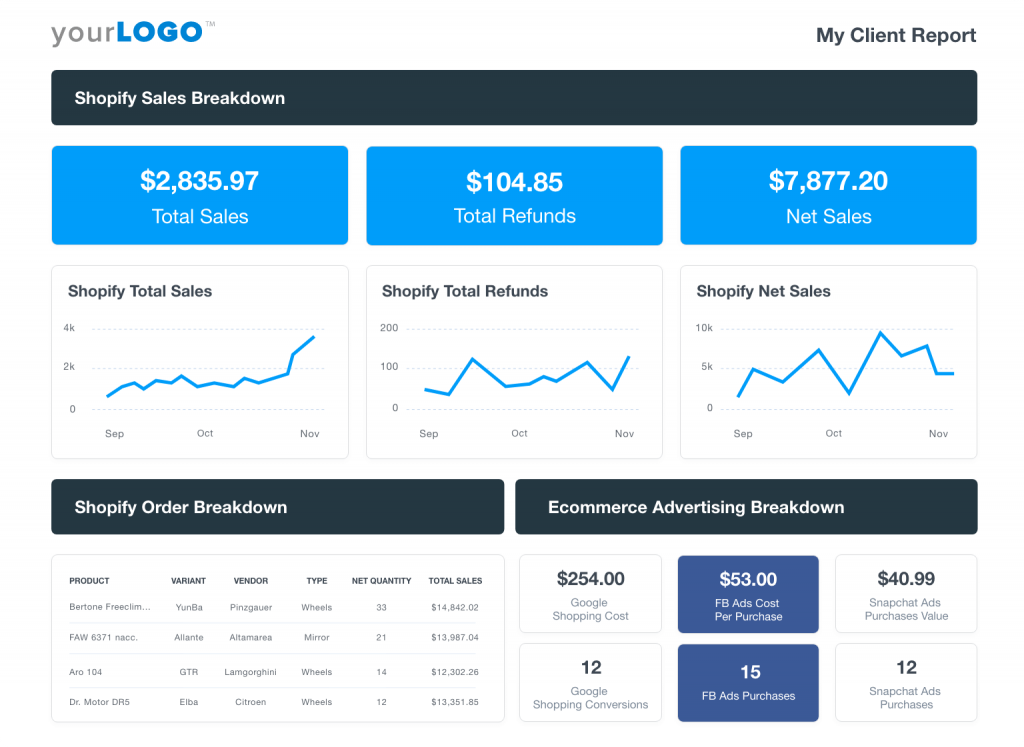 yourLOGO™
My Client Report
Shopify Sales Breakdown
$2,835.97
Total Sales
$104.85
Total Refunds
$7,877.20
Net Sales
Shopify Total Sales
4k
2k
0
Sep Oct Nov
Shopify Total Refunds
200
100
0
Sep Oct Nov
Shopify Net Sales
10k
5k
0
Sep Oct Nov
Shopify Order Breakdown
PRODUCT VARIANT VENDOR TYPE NET QUANTITY TOTAL SALES
Bertone Freeclim... YunBa Pinzgauer Wheels 33 $14,842.02
FAW 6371 nacc. Allante Altamarea Mirror 21 $13,987.04
Aro 104 GTR Lamgorghini Wheels 14 $12,302.26
Dr. Motor DR5 Elba Citroen Wheels 12 $13,351.85
Ecommerce Advertising Breakdown
$254.00
Google
Shopping Cost
$53.00
FB Ads Cost
Per Purchase
$40.99
Snapchat Ads
Purchases Value
12
Google
Shopping Conversions
15
FB Ads Purchases
12
Snapchat Ads
Purchases